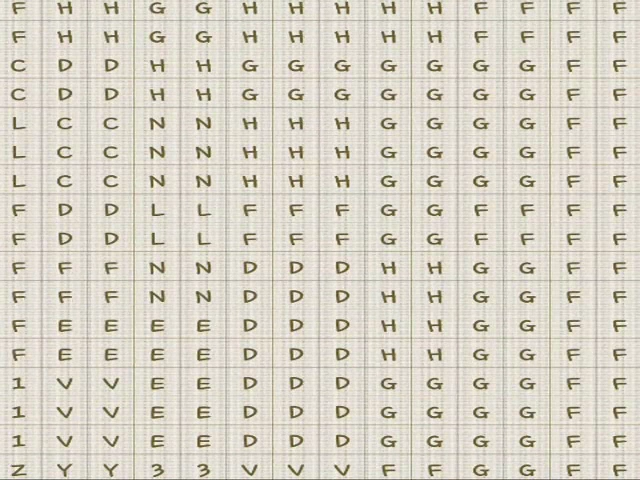 F H H G G H H H H H F F F F
F H H G G H H H H H F F F F
C D D H H G G G G G G G F F
C D D H H G G G G G G G F F
L C C N N H H H G G G G F F
L C C N N H H H G G G G F F
L C C N N H H H G G G G F F
F D D L L F F F G G F F F F
F D D L L F F F G G F F F F
F F F N N D D D H H G G F F
F F F N N D D D H H G G F F
F E E E E D D D H H G G F F
F E E E E D D D H H G G F F
1 V V E E D D D G G G G F F
1 V V E E D D D G G G G F F
1 V V E E D D D G G G G F F
Z Y Y 3 3 V V V F F G G F F